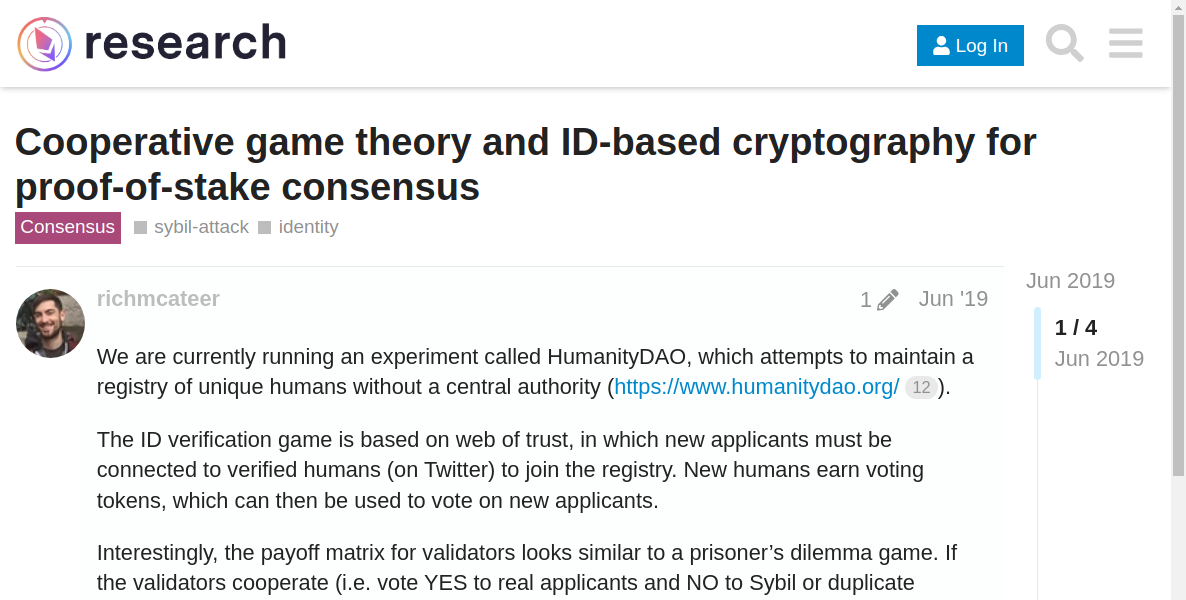 research
Log In
Cooperative game theory and ID-based cryptography for
proof-of-stake consensus
Consensus sybil-attack identity
richmcateer 1 Jun '19
Jun 2019
1 / 4
Jun 2019
We are currently running an experiment called HumanityDAO, which attempts to maintain a
registry of unique humans without a central authority (https://www.humanitydao.org/ 12 ).
The ID verification game is based on web of trust, in which new applicants must be
connected to verified humans (on Twitter) to join the registry. New humans earn voting
tokens, which can then be used to vote on new applicants.
Interestingly, the payoff matrix for validators looks similar to a prisoner’s dilemma game. If
the validators cooperate (i.e. vote YES to real applicants and NO to Sybil or duplicate